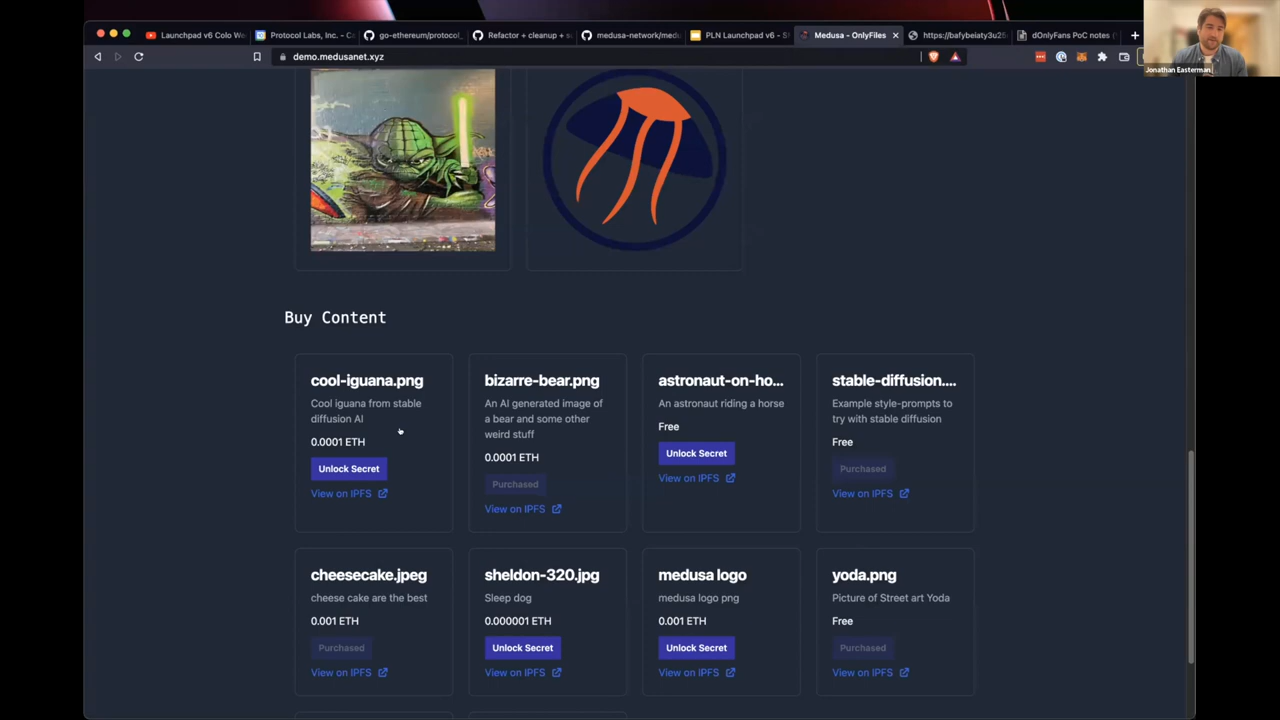 Launchpad v6 Colo We
Protocol Labs, Inc. - Ca
go-ethereum/protocol_
Refactor + cleanup + s
medusa-network/med
PLN Launchpad v6 - S
Medusa - OnlyFiles
https://bafybeiaty3u25
dOnlyFans PoC notes
demo.medusanet.xyz
Jonathan Easterman
Buy Content
cool-iguana.png
Cool iguana from stable
diffusion AI
0.0001 ETH
Unlock Secret
View on IPFS
bizarre-bear.png
An AI generated image of
a bear and some other
weird stuff
0.0001 ETH
Purchased
View on IPFS
astronaut-on-ho...
An astronaut riding a horse
Free
Unlock Secret
View on IPFS
stable-diffusion....
Example style-prompts to
try with stable diffusion
Free
Purchased
View on IPFS
cheesecake.jpeg
cheese cake are the best
0.001 ETH
Purchased
View on IPFS
sheldon-320.jpg
Sleep dog
0.000001 ETH
Unlock Secret
View on IPFS
medusa logo
medusa logo png
0.001 ETH
Unlock Secret
View on IPFS
yoda.png
Picture of Street art Yoda
Free
Purchased
View on IPFS